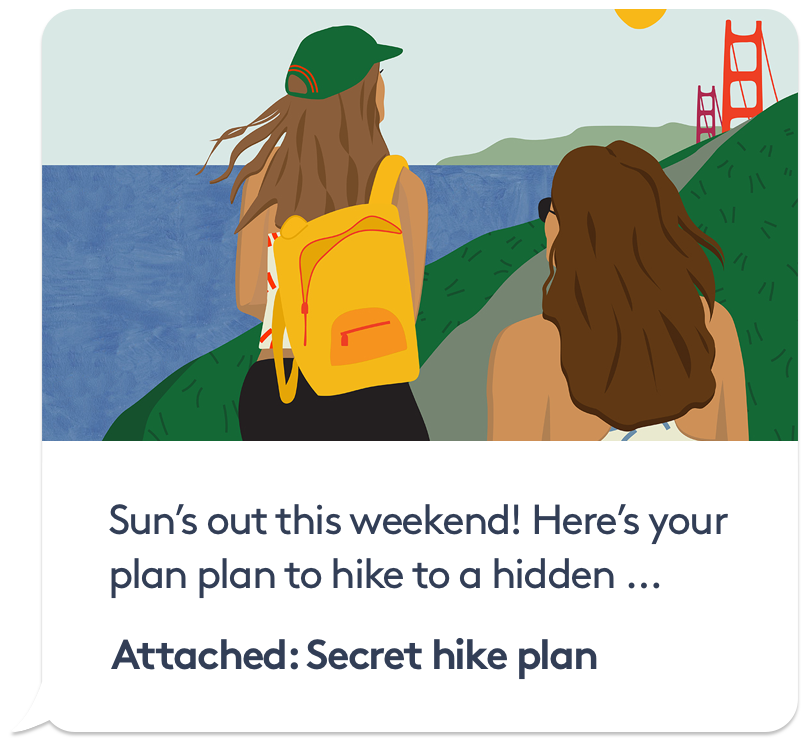 Sun’s out this weekend! Here’s your
plan plan to hike to a hidden ...
Attached: Secret hike plan